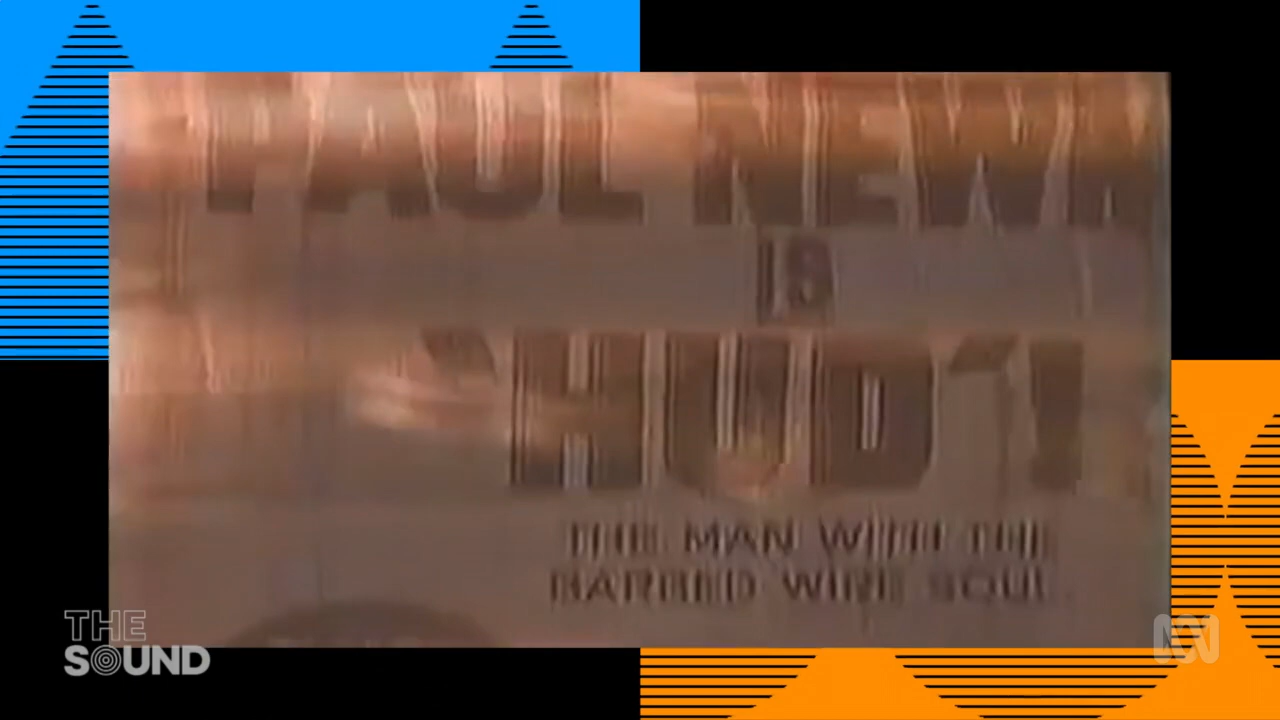 PAUL NEWM
IS
'HUD'!
THE MAN WITH THE
BARBED WIRE SOUL
THE
SOUND